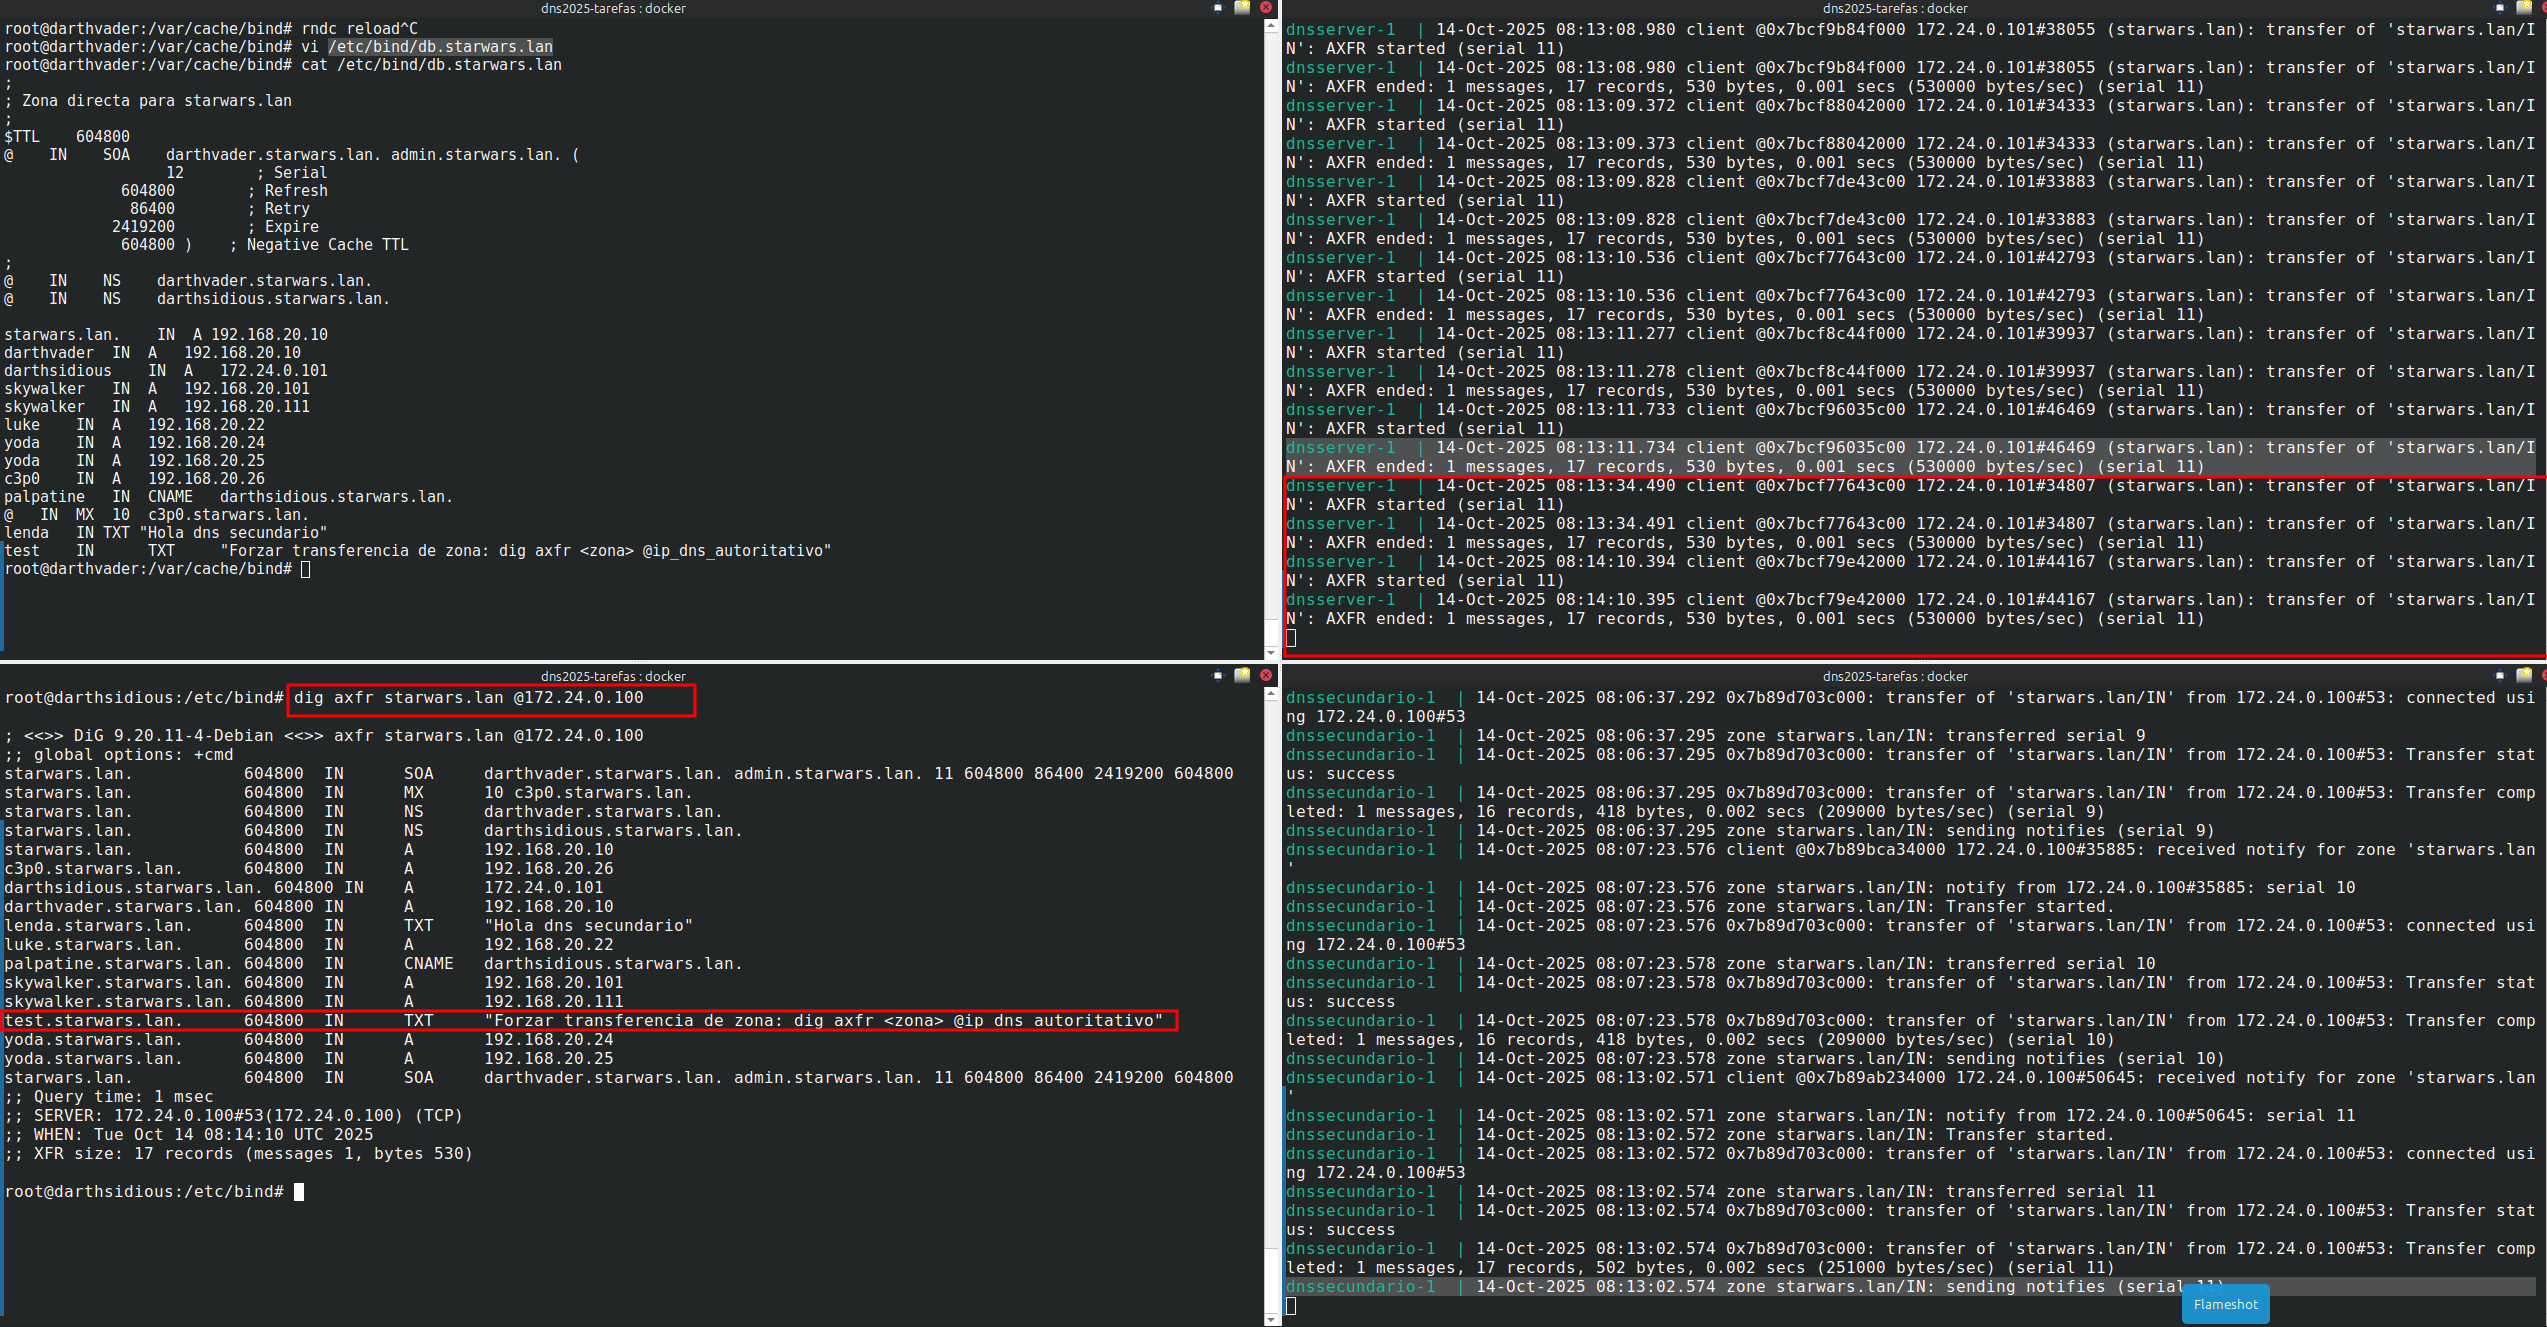 dns2025-tarefas : docker
root@darthvader:/var/cache/bind# rndc reload^C
root@darthvader:/var/cache/bind# vi /etc/bind/db.starwars.lan
root@darthvader:/var/cache/bind# cat /etc/bind/db.starwars.lan
;
; Zona directa para starwars.lan
;
$TTL    604800
@    IN    SOA    darthvader.starwars.lan. admin.starwars.lan. (
                  12        ; Serial
             604800        ; Refresh
              86400        ; Retry
            2419200        ; Expire
             604800 )    ; Negative Cache TTL
;
@    IN    NS    darthvader.starwars.lan.
@    IN    NS    darthsidious.starwars.lan.
starwars.lan.    IN  A 192.168.20.10
darthvader  IN  A   192.168.20.10
darthsidious    IN  A   172.24.0.101
skywalker   IN  A   192.168.20.101
skywalker   IN  A   192.168.20.111
luke    IN  A   192.168.20.22
yoda    IN  A   192.168.20.24
yoda    IN  A   192.168.20.25
c3p0    IN  A   192.168.20.26
palpatine   IN  CNAME   darthsidious.starwars.lan.
@   IN  MX  10  c3p0.starwars.lan.
lenda   IN TXT "Hola dns secundario"
test    IN      TXT     "Forzar transferencia de zona: dig axfr <zona> @ip_dns_autoritativo"
root@darthvader:/var/cache/bind#
dns2025-tarefas : docker
dnsserver-1  | 14-Oct-2025 08:13:08.980 client @0x7bcf9b84f000 172.24.0.101#38055 (starwars.lan): transfer of 'starwars.lan/I
N': AXFR started (serial 11)
dnsserver-1  | 14-Oct-2025 08:13:08.980 client @0x7bcf9b84f000 172.24.0.101#38055 (starwars.lan): transfer of 'starwars.lan/I
N': AXFR ended: 1 messages, 17 records, 530 bytes, 0.001 secs (530000 bytes/sec) (serial 11)
dnsserver-1  | 14-Oct-2025 08:13:09.372 client @0x7bcf88042000 172.24.0.101#34333 (starwars.lan): transfer of 'starwars.lan/I
N': AXFR started (serial 11)
dnsserver-1  | 14-Oct-2025 08:13:09.373 client @0x7bcf88042000 172.24.0.101#34333 (starwars.lan): transfer of 'starwars.lan/I
N': AXFR ended: 1 messages, 17 records, 530 bytes, 0.001 secs (530000 bytes/sec) (serial 11)
dnsserver-1  | 14-Oct-2025 08:13:09.828 client @0x7bcf7de43c00 172.24.0.101#33883 (starwars.lan): transfer of 'starwars.lan/I
N': AXFR started (serial 11)
dnsserver-1  | 14-Oct-2025 08:13:09.828 client @0x7bcf7de43c00 172.24.0.101#33883 (starwars.lan): transfer of 'starwars.lan/I
N': AXFR ended: 1 messages, 17 records, 530 bytes, 0.001 secs (530000 bytes/sec) (serial 11)
dnsserver-1  | 14-Oct-2025 08:13:10.536 client @0x7bcf77643c00 172.24.0.101#42793 (starwars.lan): transfer of 'starwars.lan/I
N': AXFR started (serial 11)
dnsserver-1  | 14-Oct-2025 08:13:10.536 client @0x7bcf77643c00 172.24.0.101#42793 (starwars.lan): transfer of 'starwars.lan/I
N': AXFR ended: 1 messages, 17 records, 530 bytes, 0.001 secs (530000 bytes/sec) (serial 11)
dnsserver-1  | 14-Oct-2025 08:13:11.277 client @0x7bcf8c44f000 172.24.0.101#39937 (starwars.lan): transfer of 'starwars.lan/I
N': AXFR started (serial 11)
dnsserver-1  | 14-Oct-2025 08:13:11.278 client @0x7bcf8c44f000 172.24.0.101#39937 (starwars.lan): transfer of 'starwars.lan/I
N': AXFR ended: 1 messages, 17 records, 530 bytes, 0.001 secs (530000 bytes/sec) (serial 11)
dnsserver-1  | 14-Oct-2025 08:13:11.733 client @0x7bcf96035c00 172.24.0.101#46469 (starwars.lan): transfer of 'starwars.lan/I
N': AXFR started (serial 11)
dnsserver-1  | 14-Oct-2025 08:13:11.734 client @0x7bcf96035c00 172.24.0.101#46469 (starwars.lan): transfer of 'starwars.lan/I
N': AXFR ended: 1 messages, 17 records, 530 bytes, 0.001 secs (530000 bytes/sec) (serial 11)
dnsserver-1  | 14-Oct-2025 08:13:34.490 client @0x7bcf77643c00 172.24.0.101#34807 (starwars.lan): transfer of 'starwars.lan/I
N': AXFR started (serial 11)
dnsserver-1  | 14-Oct-2025 08:13:34.491 client @0x7bcf77643c00 172.24.0.101#34807 (starwars.lan): transfer of 'starwars.lan/I
N': AXFR ended: 1 messages, 17 records, 530 bytes, 0.001 secs (530000 bytes/sec) (serial 11)
dnsserver-1  | 14-Oct-2025 08:14:10.394 client @0x7bcf79e42000 172.24.0.101#44167 (starwars.lan): transfer of 'starwars.lan/I
N': AXFR started (serial 11)
dnsserver-1  | 14-Oct-2025 08:14:10.395 client @0x7bcf79e42000 172.24.0.101#44167 (starwars.lan): transfer of 'starwars.lan/I
N': AXFR ended: 1 messages, 17 records, 530 bytes, 0.001 secs (530000 bytes/sec) (serial 11)
dns2025-tarefas : docker
root@darthsidious:/etc/bind# dig axfr starwars.lan @172.24.0.100
; <<>> DiG 9.20.11-4-Debian <<>> axfr starwars.lan @172.24.0.100
;; global options: +cmd
starwars.lan.           604800  IN      SOA     darthvader.starwars.lan. admin.starwars.lan. 11 604800 86400 2419200 604800
starwars.lan.           604800  IN      MX      10 c3p0.starwars.lan.
starwars.lan.           604800  IN      NS      darthvader.starwars.lan.
starwars.lan.           604800  IN      NS      darthsidious.starwars.lan.
starwars.lan.           604800  IN      A       192.168.20.10
c3p0.starwars.lan.      604800  IN      A       192.168.20.26
darthsidious.starwars.lan. 604800 IN    A       172.24.0.101
darthvader.starwars.lan. 604800 IN      A       192.168.20.10
lenda.starwars.lan.     604800  IN      TXT     "Hola dns secundario"
luke.starwars.lan.      604800  IN      A       192.168.20.22
palpatine.starwars.lan. 604800  IN      CNAME   darthsidious.starwars.lan.
skywalker.starwars.lan. 604800  IN      A       192.168.20.101
skywalker.starwars.lan. 604800  IN      A       192.168.20.111
test.starwars.lan.      604800  IN      TXT     "Forzar transferencia de zona: dig axfr <zona> @ip_dns_autoritativo"
yoda.starwars.lan.      604800  IN      A       192.168.20.24
yoda.starwars.lan.      604800  IN      A       192.168.20.25
starwars.lan.           604800  IN      SOA     darthvader.starwars.lan. admin.starwars.lan. 11 604800 86400 2419200 604800
;; Query time: 1 msec
;; SERVER: 172.24.0.100#53(172.24.0.100) (TCP)
;; WHEN: Tue Oct 14 08:14:10 UTC 2025
;; XFR size: 17 records (messages 1, bytes 530)
root@darthsidious:/etc/bind#
dns2025-tarefas : docker
dnssecundario-1  | 14-Oct-2025 08:06:37.292 0x7b89d703c000: transfer of 'starwars.lan/IN' from 172.24.0.100#53: connected usi
ng 172.24.0.100#53
dnssecundario-1  | 14-Oct-2025 08:06:37.295 zone starwars.lan/IN: transferred serial 9
dnssecundario-1  | 14-Oct-2025 08:06:37.295 0x7b89d703c000: transfer of 'starwars.lan/IN' from 172.24.0.100#53: Transfer stat
us: success
dnssecundario-1  | 14-Oct-2025 08:06:37.295 0x7b89d703c000: transfer of 'starwars.lan/IN' from 172.24.0.100#53: Transfer comp
leted: 1 messages, 16 records, 418 bytes, 0.002 secs (209000 bytes/sec) (serial 9)
dnssecundario-1  | 14-Oct-2025 08:06:37.295 zone starwars.lan/IN: sending notifies (serial 9)
dnssecundario-1  | 14-Oct-2025 08:07:23.576 client @0x7b89bca34000 172.24.0.100#35885: received notify for zone 'starwars.lan
'
dnssecundario-1  | 14-Oct-2025 08:07:23.576 zone starwars.lan/IN: notify from 172.24.0.100#35885: serial 10
dnssecundario-1  | 14-Oct-2025 08:07:23.576 zone starwars.lan/IN: Transfer started.
dnssecundario-1  | 14-Oct-2025 08:07:23.576 0x7b89d703c000: transfer of 'starwars.lan/IN' from 172.24.0.100#53: connected usi
ng 172.24.0.100#53
dnssecundario-1  | 14-Oct-2025 08:07:23.578 zone starwars.lan/IN: transferred serial 10
dnssecundario-1  | 14-Oct-2025 08:07:23.578 0x7b89d703c000: transfer of 'starwars.lan/IN' from 172.24.0.100#53: Transfer stat
us: success
dnssecundario-1  | 14-Oct-2025 08:07:23.578 0x7b89d703c000: transfer of 'starwars.lan/IN' from 172.24.0.100#53: Transfer comp
leted: 1 messages, 16 records, 418 bytes, 0.002 secs (209000 bytes/sec) (serial 10)
dnssecundario-1  | 14-Oct-2025 08:07:23.578 zone starwars.lan/IN: sending notifies (serial 10)
dnssecundario-1  | 14-Oct-2025 08:13:02.571 client @0x7b89ab234000 172.24.0.100#50645: received notify for zone 'starwars.lan
'
dnssecundario-1  | 14-Oct-2025 08:13:02.571 zone starwars.lan/IN: notify from 172.24.0.100#50645: serial 11
dnssecundario-1  | 14-Oct-2025 08:13:02.572 zone starwars.lan/IN: Transfer started.
dnssecundario-1  | 14-Oct-2025 08:13:02.572 0x7b89d703c000: transfer of 'starwars.lan/IN' from 172.24.0.100#53: connected usi
ng 172.24.0.100#53
dnssecundario-1  | 14-Oct-2025 08:13:02.574 zone starwars.lan/IN: transferred serial 11
dnssecundario-1  | 14-Oct-2025 08:13:02.574 0x7b89d703c000: transfer of 'starwars.lan/IN' from 172.24.0.100#53: Transfer stat
us: success
dnssecundario-1  | 14-Oct-2025 08:13:02.574 0x7b89d703c000: transfer of 'starwars.lan/IN' from 172.24.0.100#53: Transfer comp
leted: 1 messages, 17 records, 502 bytes, 0.002 secs (251000 bytes/sec) (serial 11)
dnssecundario-1  | 14-Oct-2025 08:13:02.574 zone starwars.lan/IN: sending notifies (serial 11)
Flameshot